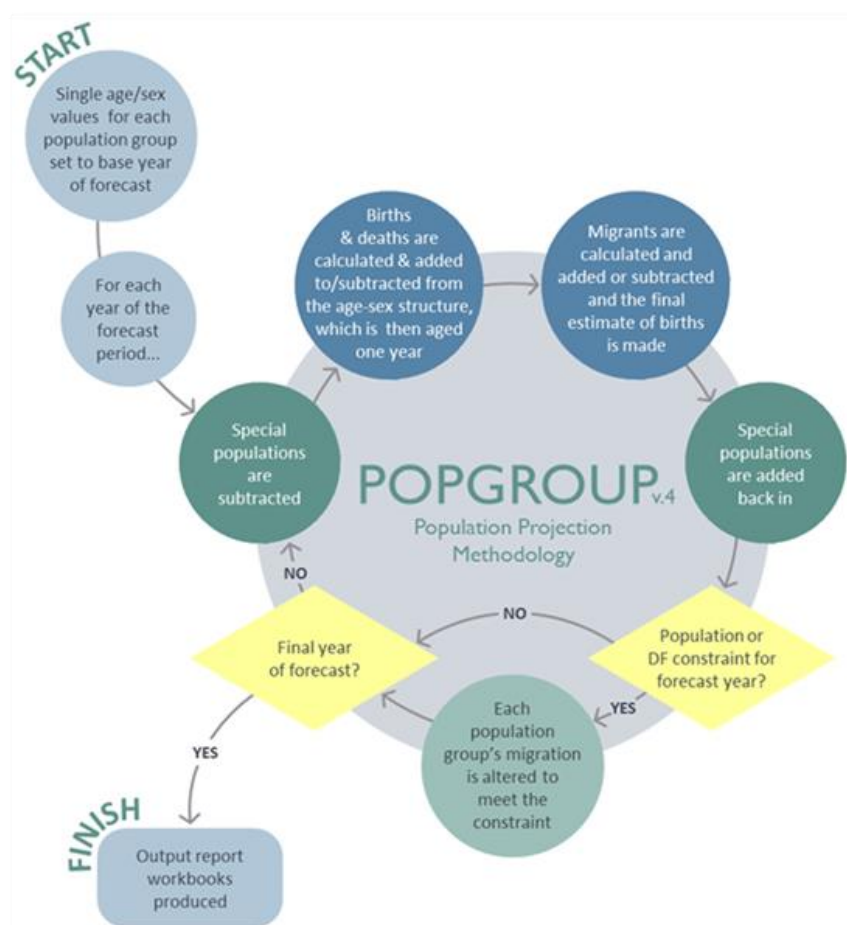 START
Single age/sex
values for each
population group
set to base year
of forecast
For each
year of the
forecast
period...
Special
populations
are
subtracted
Births
& deaths are
calculated & added
to/subtracted from
the age-sex structure,
which is then aged
one year
Migrants are
calculated and
added or subtracted
and the final
estimate of births
is made
Special
populations
are added
back in
POPGROUP v.4
Population Projection
Methodology
Population or
DF constraint for
forecast year?
NO
YES
Each
population
group's migration
is altered to
meet the
constraint
Final year
of forecast?
NO
YES
FINISH
Output report
workbooks
produced